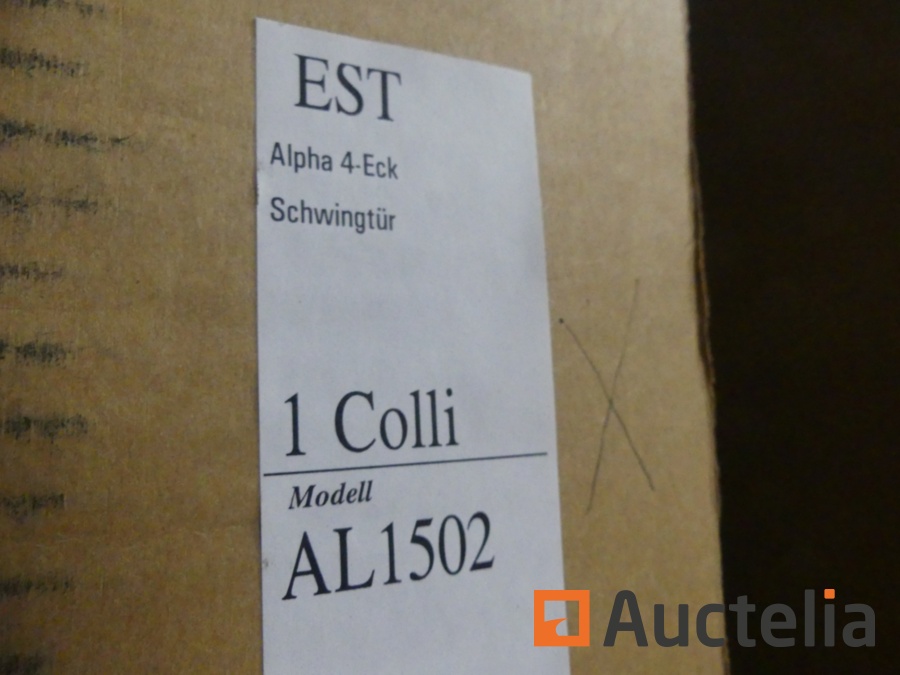 EST
Alpha 4-Eck
Schwingtür
1 Colli
Modell
AL1502
Auctelia